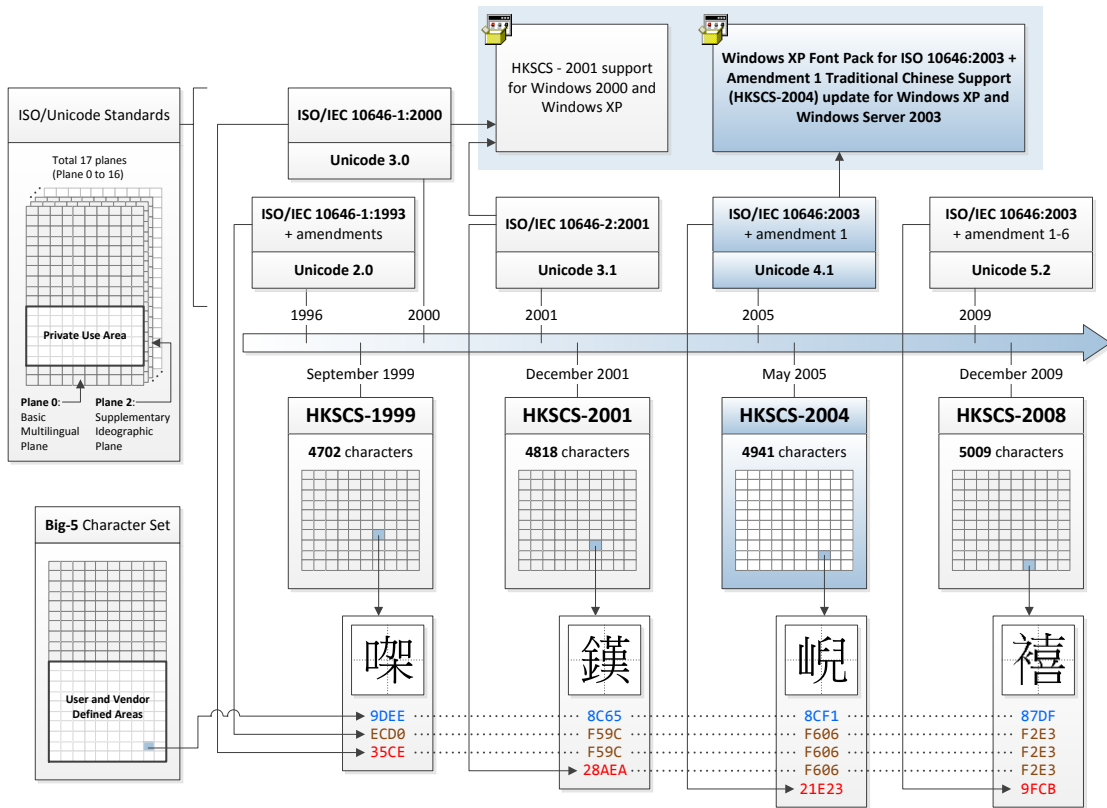 HKSCS - 2001 support
for Windows 2000 and
Windows XP
Windows XP Font Pack for ISO 10646:2003 +
Amendment 1 Traditional Chinese Support
(HKSCS-2004) update for Windows XP and
Windows Server 2003
ISO/Unicode Standards
Total 17 planes
(Plane 0 to 16)
Private Use Area
Plane 0:
Basic
Multilingual
Plane
Plane 2:
Supplementary
Ideographic
Plane
ISO/IEC 10646-1:2000
Unicode 3.0
ISO/IEC 10646-1:1993
+ amendments
Unicode 2.0
ISO/IEC 10646-2:2001
Unicode 3.1
ISO/IEC 10646:2003
+ amendment 1
Unicode 4.1
ISO/IEC 10646:2003
+ amendment 1-6
Unicode 5.2
1996
2000
2001
2005
2009
September 1999
December 2001
May 2005
December 2009
HKSCS-1999
4702 characters
HKSCS-2001
4818 characters
HKSCS-2004
4941 characters
HKSCS-2008
5009 characters
Big-5 Character Set
User and Vendor
Defined Areas
㗎
𨫪
𡸣
鿋
9DEE 8C65 8CF1 87DF
ECD0 F59C F606 F2E3
35CE F59C F606 F2E3
28AEA F606 F2E3
21E23 9FCB